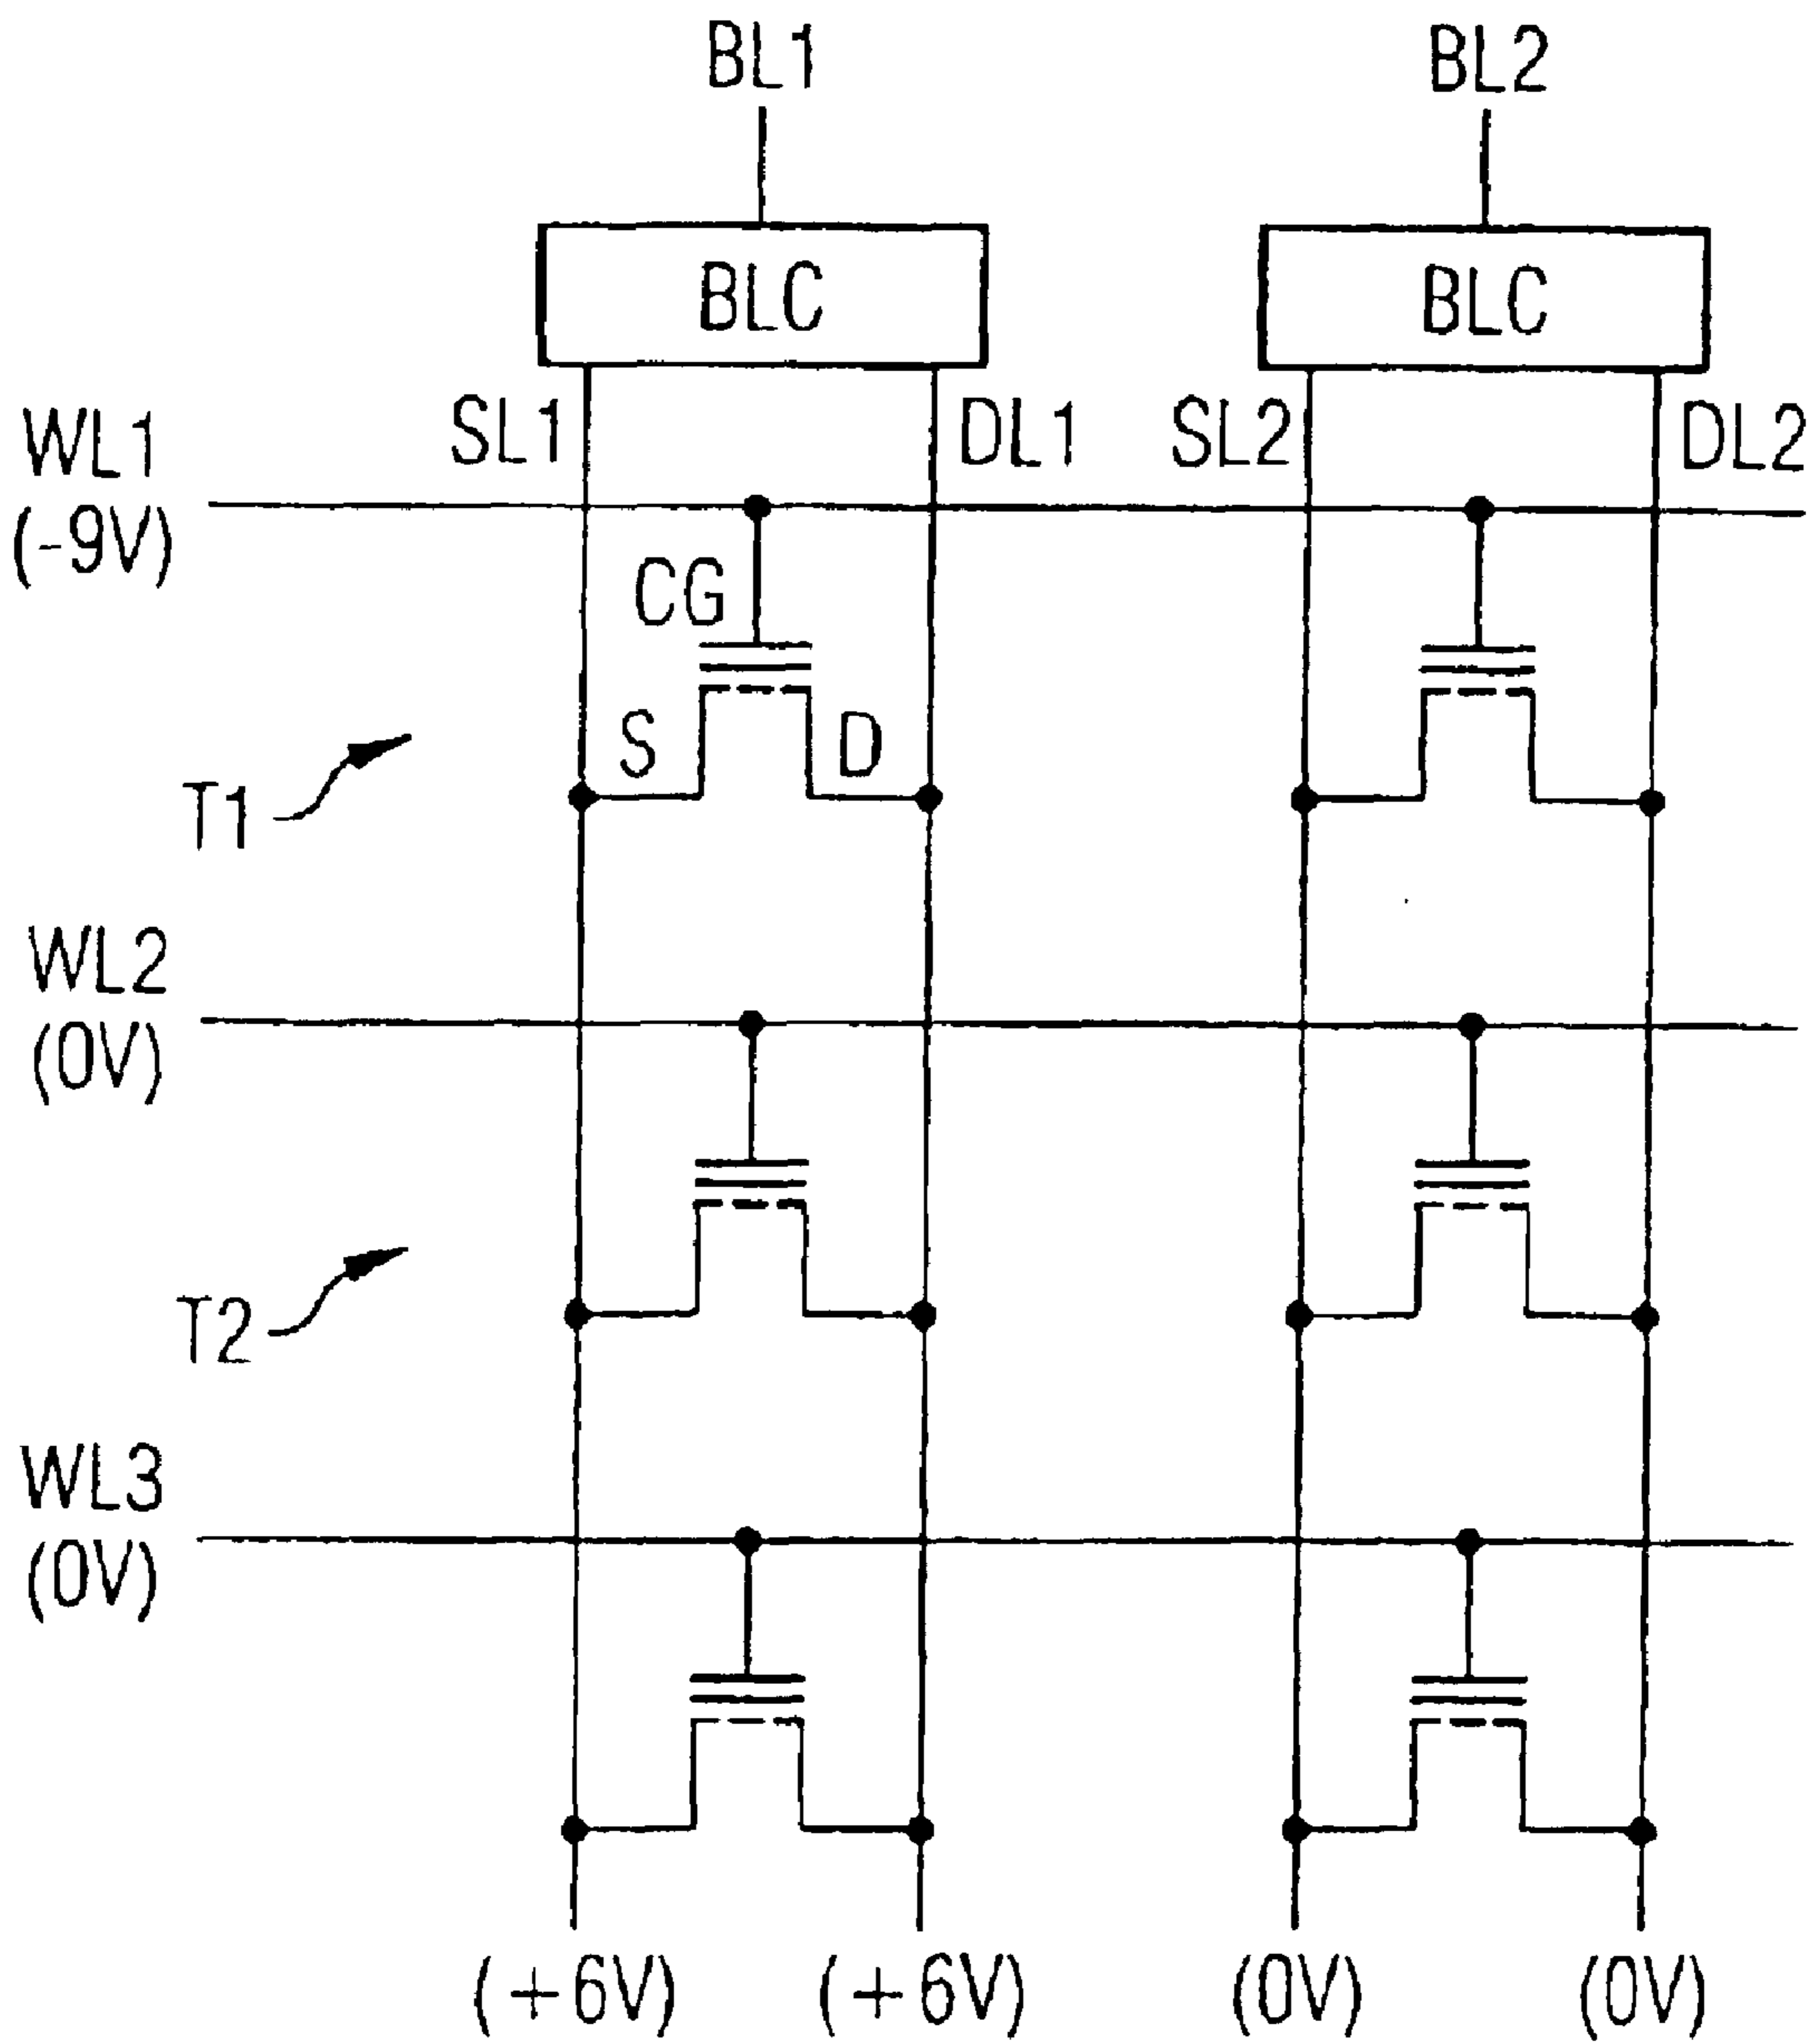 BL1
BL2
BLC
BLC
WL1
(-9V)
SL1
DL1
SL2
DL2
CG
S
D
T1
WL2
(0V)
T2
WL3
(0V)
(+6V)
(+6V)
(0V)
(0V)